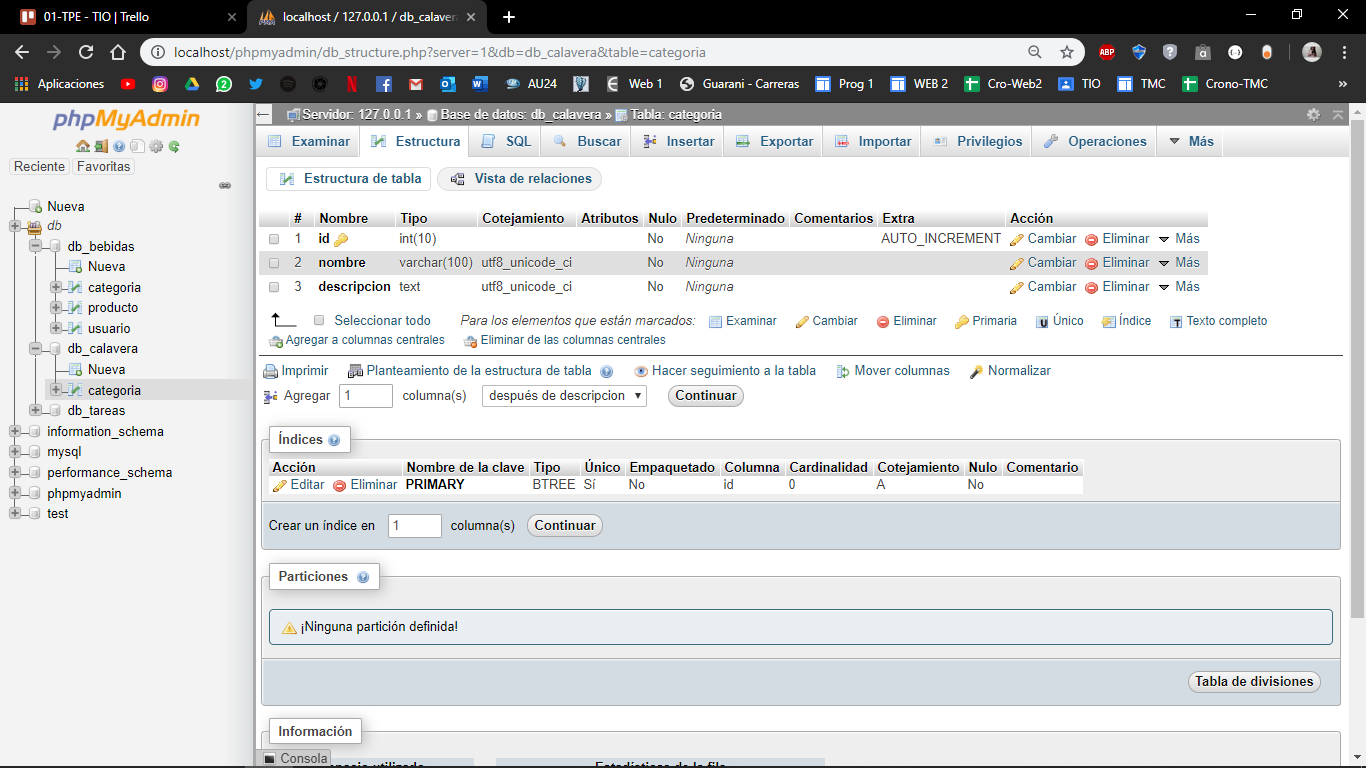 01-TPE - TIO | Trello
localhost / 127.0.0.1 / db_calaver
localhost/phpmyadmin/db_structure.php?server=1&db=db_calavera&table=categoria
ABP
Aplicaciones
AU24
Web 1
Guarani - Carreras
Prog 1
WEB 2
Cro-Web2
TIO
TMC
Crono-TMC
»
phpMyAdmin
Reciente Favoritas
Nueva
db
db_bebidas
Nueva
categoria
producto
usuario
db_calavera
Nueva
categoria
db_tareas
information_schema
mysql
performance_schema
phpmyadmin
test
Servidor: 127.0.0.1 » Base de datos: db_calavera » Tabla: categoria
Examinar Estructura SQL Buscar Insertar Exportar Importar Privilegios Operaciones Más
Estructura de tabla Vista de relaciones
# Nombre Tipo Cotejamiento Atributos Nulo Predeterminado Comentarios Extra Acción
1 id int(10) No Ninguna AUTO_INCREMENT Cambiar Eliminar Más
2 nombre varchar(100) utf8_unicode_ci No Ninguna Cambiar Eliminar Más
3 descripcion text utf8_unicode_ci No Ninguna Cambiar Eliminar Más
Seleccionar todo Para los elementos que están marcados: Examinar Cambiar Eliminar Primaria Único Índice Texto completo
Agregar a columnas centrales Eliminar de las columnas centrales
Imprimir Planteamiento de la estructura de tabla Hacer seguimiento a la tabla Mover columnas Normalizar
Agregar 1 columna(s) después de descripcion Continuar
Índices
Acción Nombre de la clave Tipo Único Empaquetado Columna Cardinalidad Cotejamiento Nulo Comentario
Editar Eliminar PRIMARY BTREE Sí No id 0 A No
Crear un índice en 1 columna(s) Continuar
Particiones
¡Ninguna partición definida!
Tabla de divisiones
Información
Consola